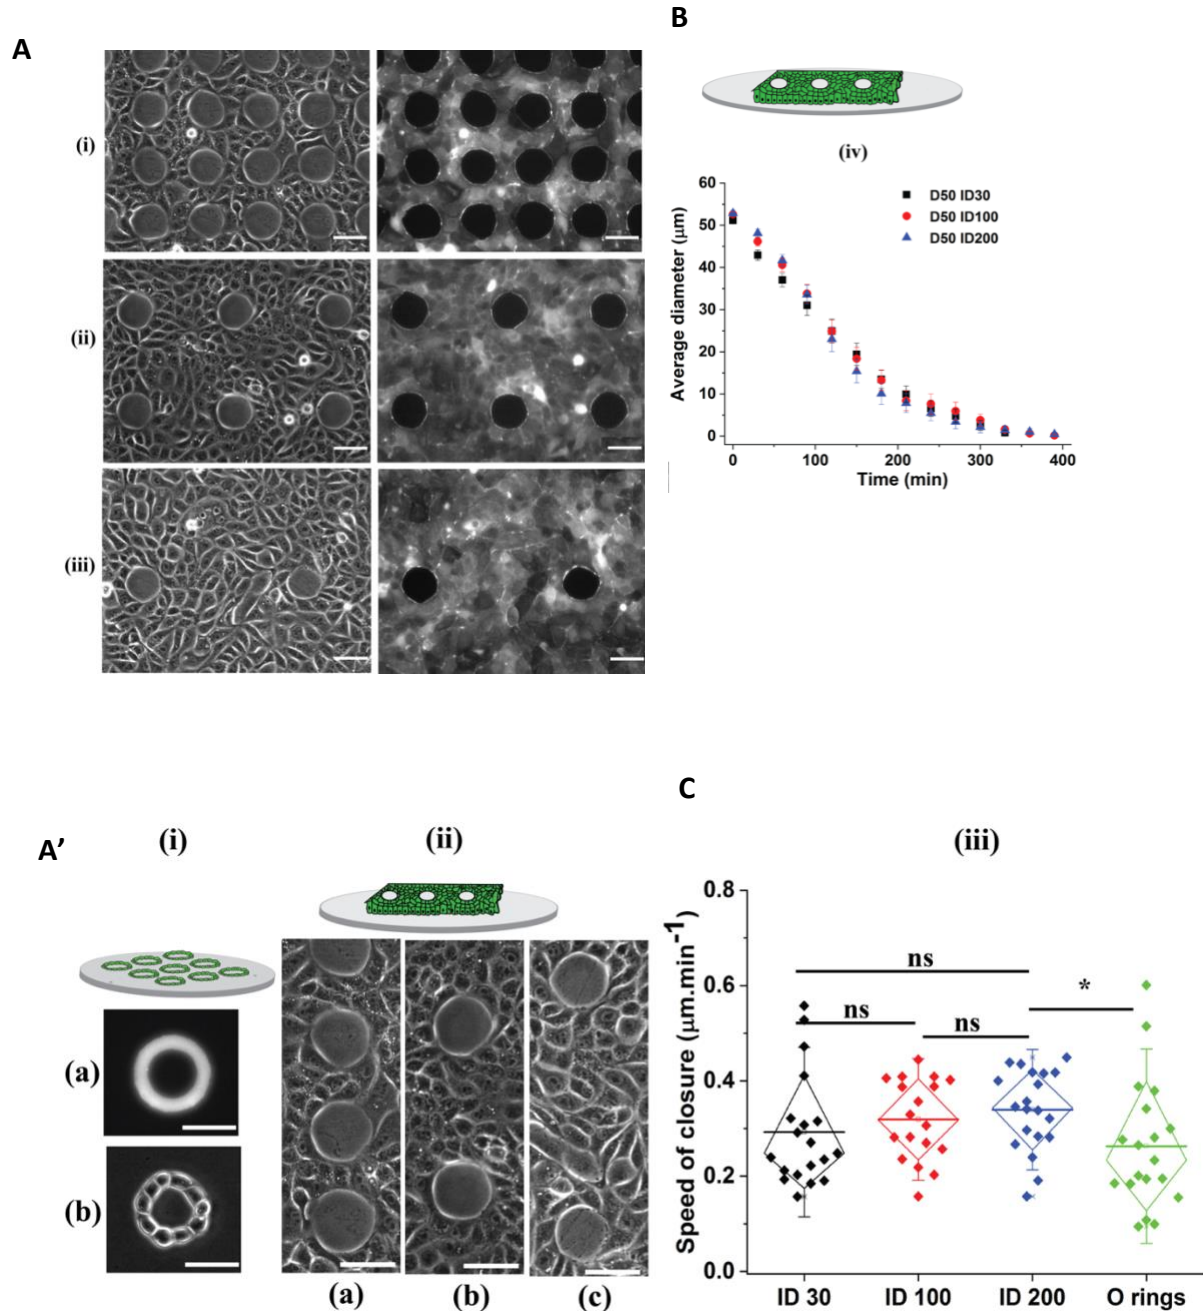 A
B
(i)
(ii)
(iii)
(iv)
60
50
40
30
20
10
0
Average diameter (μm)
D50 ID30
D50 ID100
D50 ID200
0
100
200
300
400
Time (min)
A’
(i)
(ii)
(a)
(b)
(a)
(b)
(c)
C
(iii)
0.8
0.6
0.4
0.2
0.0
Speed of closure (μm.min⁻¹)
ns
ns
ns
*
ID 30
ID 100
ID 200
O rings